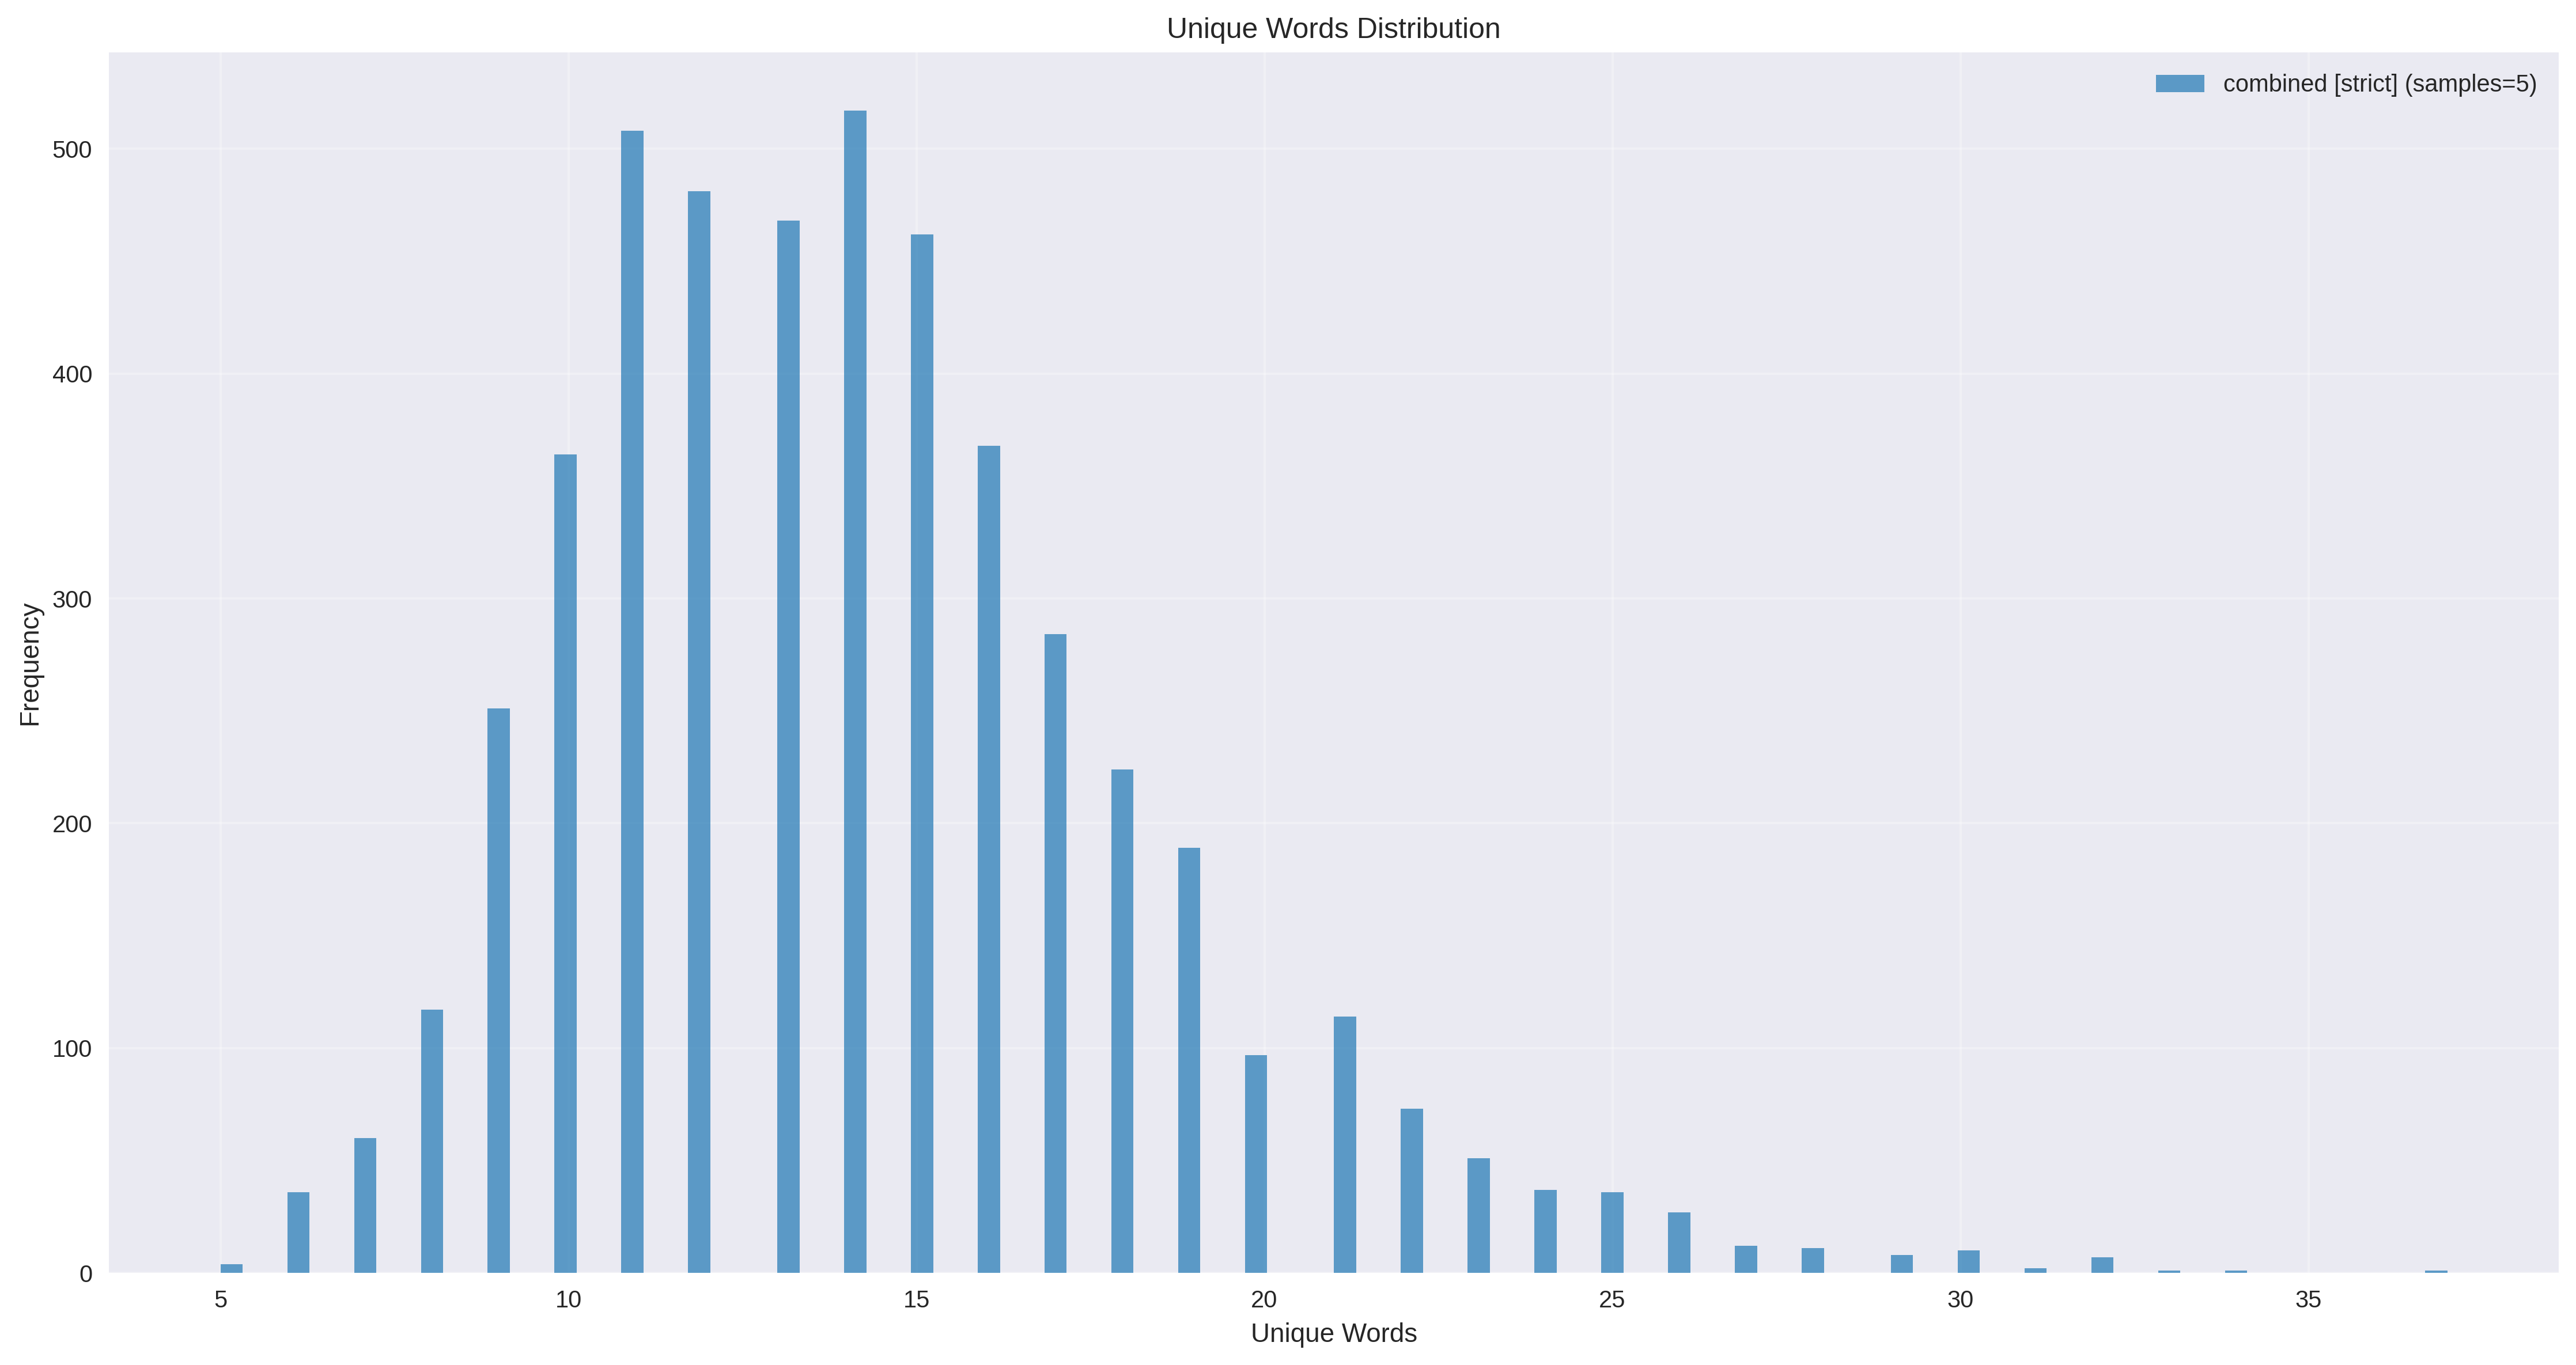 Unique Words Distribution
combined [strict] (samples=5)
500
400
300
200
100
0
Frequency
5 10 15 20 25 30 35
Unique Words